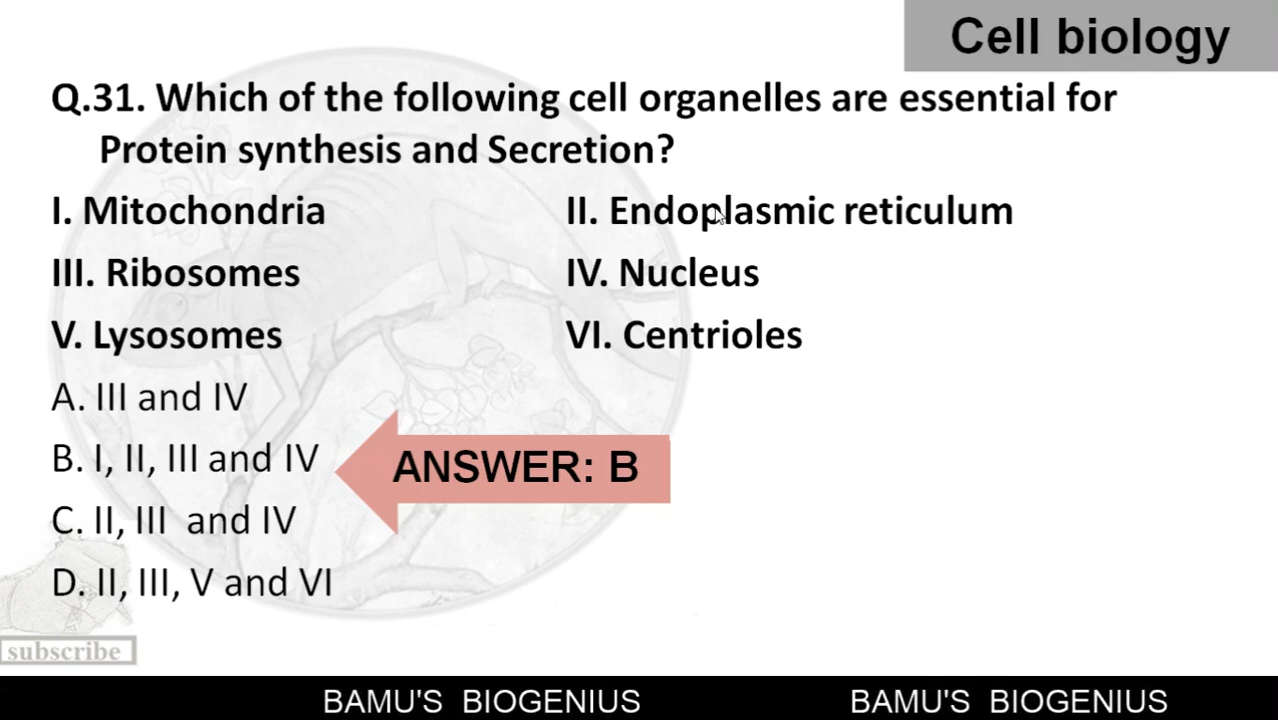 Cell biology
Q.31. Which of the following cell organelles are essential for
Protein synthesis and Secretion?
I. Mitochondria II. Endoplasmic reticulum
III. Ribosomes IV. Nucleus
V. Lysosomes VI. Centrioles
A. III and IV
B. I, II, III and IV
ANSWER: B
C. II, III and IV
D. II, III, V and VI
subscribe
BAMU'S BIOGENIUS BAMU'S BIOGENIUS